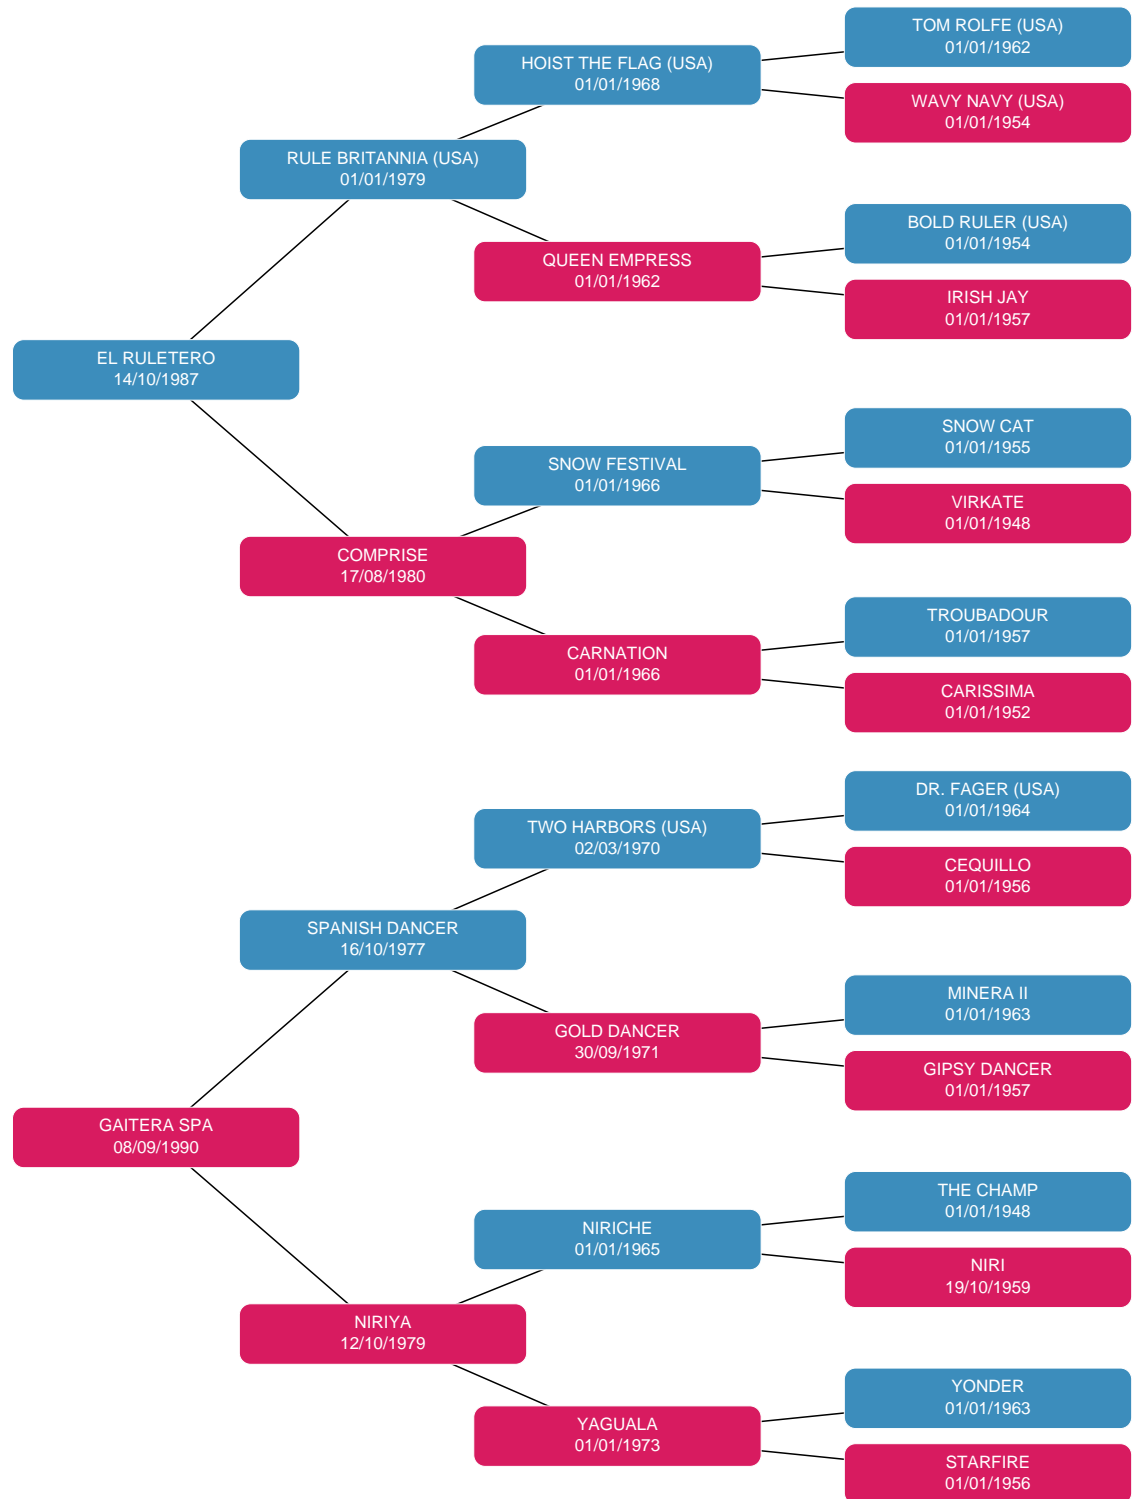 TOM ROLFE (USA)
01/01/1962
HOIST THE FLAG (USA)
01/01/1968
WAVY NAVY (USA)
01/01/1954
RULE BRITANNIA (USA)
01/01/1979
BOLD RULER (USA)
01/01/1954
QUEEN EMPRESS
01/01/1962
IRISH JAY
01/01/1957
EL RULETERO
14/10/1987
SNOW CAT
01/01/1955
SNOW FESTIVAL
01/01/1966
VIRKATE
01/01/1948
COMPRISE
17/08/1980
TROUBADOUR
01/01/1957
CARNATION
01/01/1966
CARISSIMA
01/01/1952
DR. FAGER (USA)
01/01/1964
TWO HARBORS (USA)
02/03/1970
CEQUILLO
01/01/1956
SPANISH DANCER
16/10/1977
MINERA II
01/01/1963
GOLD DANCER
30/09/1971
GIPSY DANCER
01/01/1957
GAITERA SPA
08/09/1990
THE CHAMP
01/01/1948
NIRICHE
01/01/1965
NIRI
19/10/1959
NIRIYA
12/10/1979
YONDER
01/01/1963
YAGUALA
01/01/1973
STARFIRE
01/01/1956